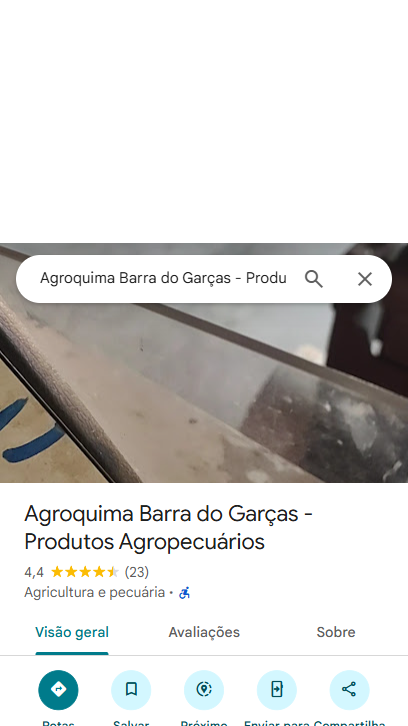 Agroquima Barra do Garças - Produ
Agroquima Barra do Garças -
Produtos Agropecuários
4,4 (23)
Agricultura e pecuária ·
Visão geral Avaliações Sobre
Rotas Salvar Próximo Enviar para Compartilha